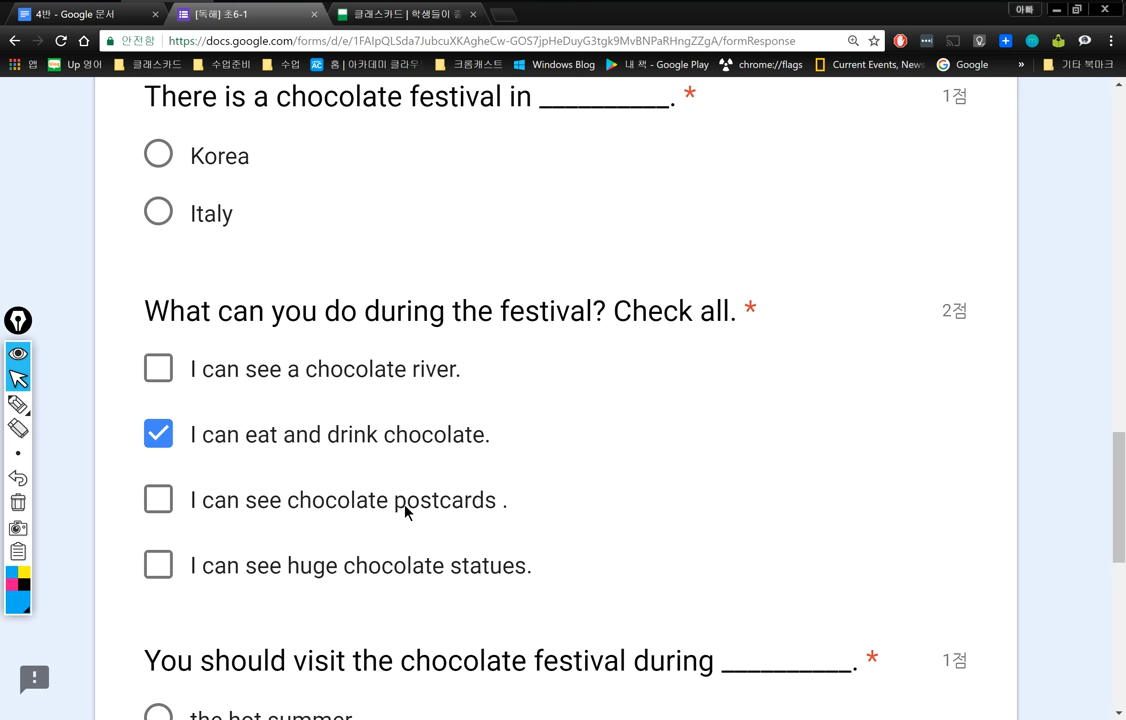 4반 - Google 문서
[독해] 초6-1
클래스카드 | 학생들이 좋
아빠
안전함 https://docs.google.com/forms/d/e/1FAIpQLSda7JubcuXKAgheCw-GOS7jpHeDuyG3tgk9MvBNPaRHngZZgA/formResponse
앱 Up 영어 클래스카드 수업준비 수업 홈 | 아카데미 클라우 크롬캐스트 Windows Blog 내 책 - Google Play chrome://flags Current Events, News Google » 기타 북마크
There is a chocolate festival in __________. * 1점
Korea
Italy
What can you do during the festival? Check all. * 2점
I can see a chocolate river.
I can eat and drink chocolate.
I can see chocolate postcards .
I can see huge chocolate statues.
You should visit the chocolate festival during __________. * 1점
the hot summer